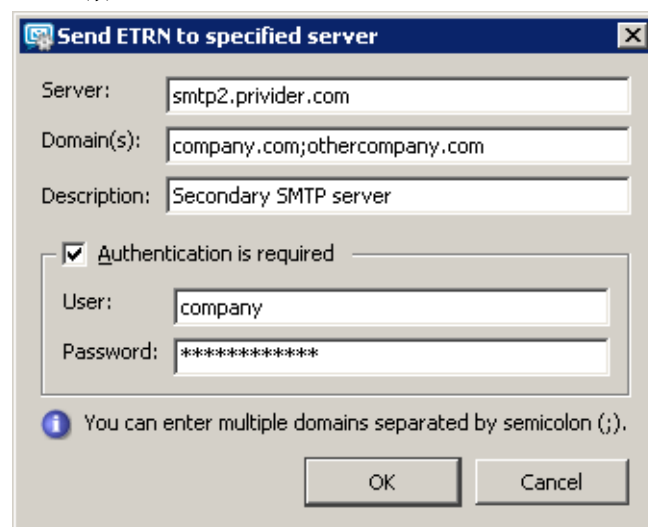 Send ETRN to specified server
Server: smtp2.privider.com
Domain(s): company.com;othercompany.com
Description: Secondary SMTP server
Authentication is required
User: company
Password: ************
You can enter multiple domains separated by semicolon (;).
OK Cancel